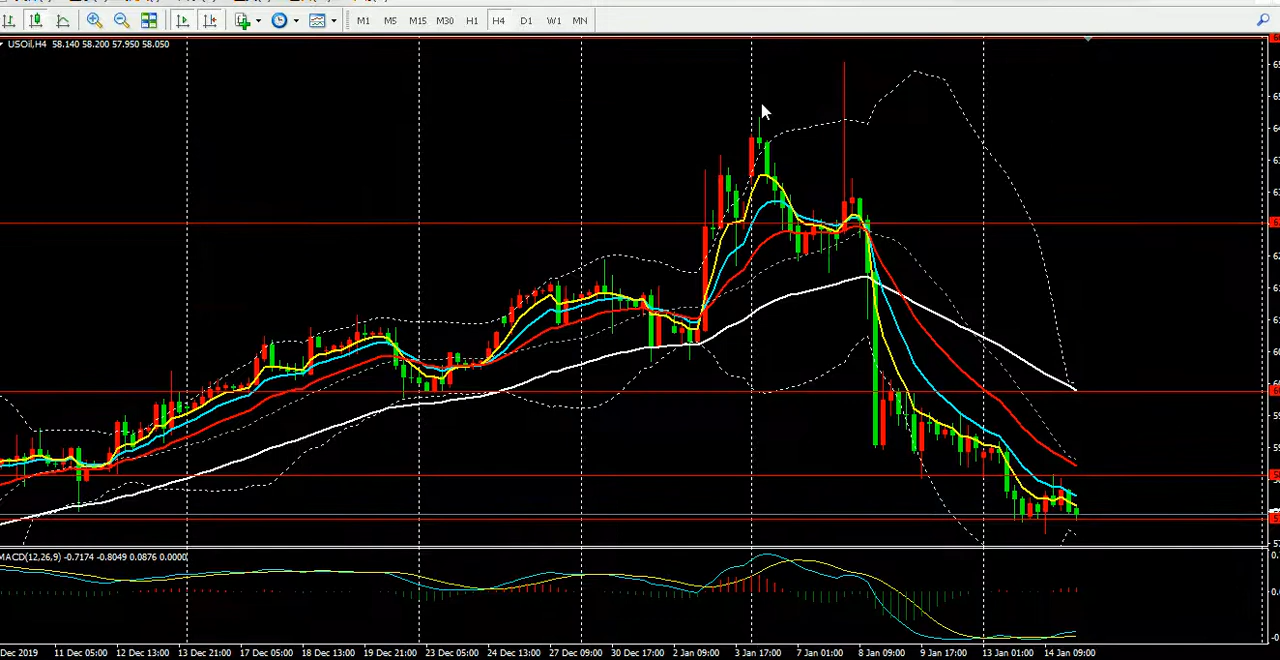 M1 M5 M15 M30 H1 H4 D1 W1 MN
USOil,H4 58.140 58.200 57.950 58.050
MACD(12,26,9) -0.7174 -0.8049 0.0876 0.0000
Dec 2019 11 Dec 05:00 12 Dec 13:00 13 Dec 21:00 17 Dec 05:00 18 Dec 13:00 19 Dec 21:00 23 Dec 05:00 24 Dec 13:00 27 Dec 09:00 30 Dec 17:00 2 Jan 09:00 3 Jan 17:00 7 Jan 01:00 8 Jan 09:00 9 Jan 17:00 13 Jan 01:00 14 Jan 09:00